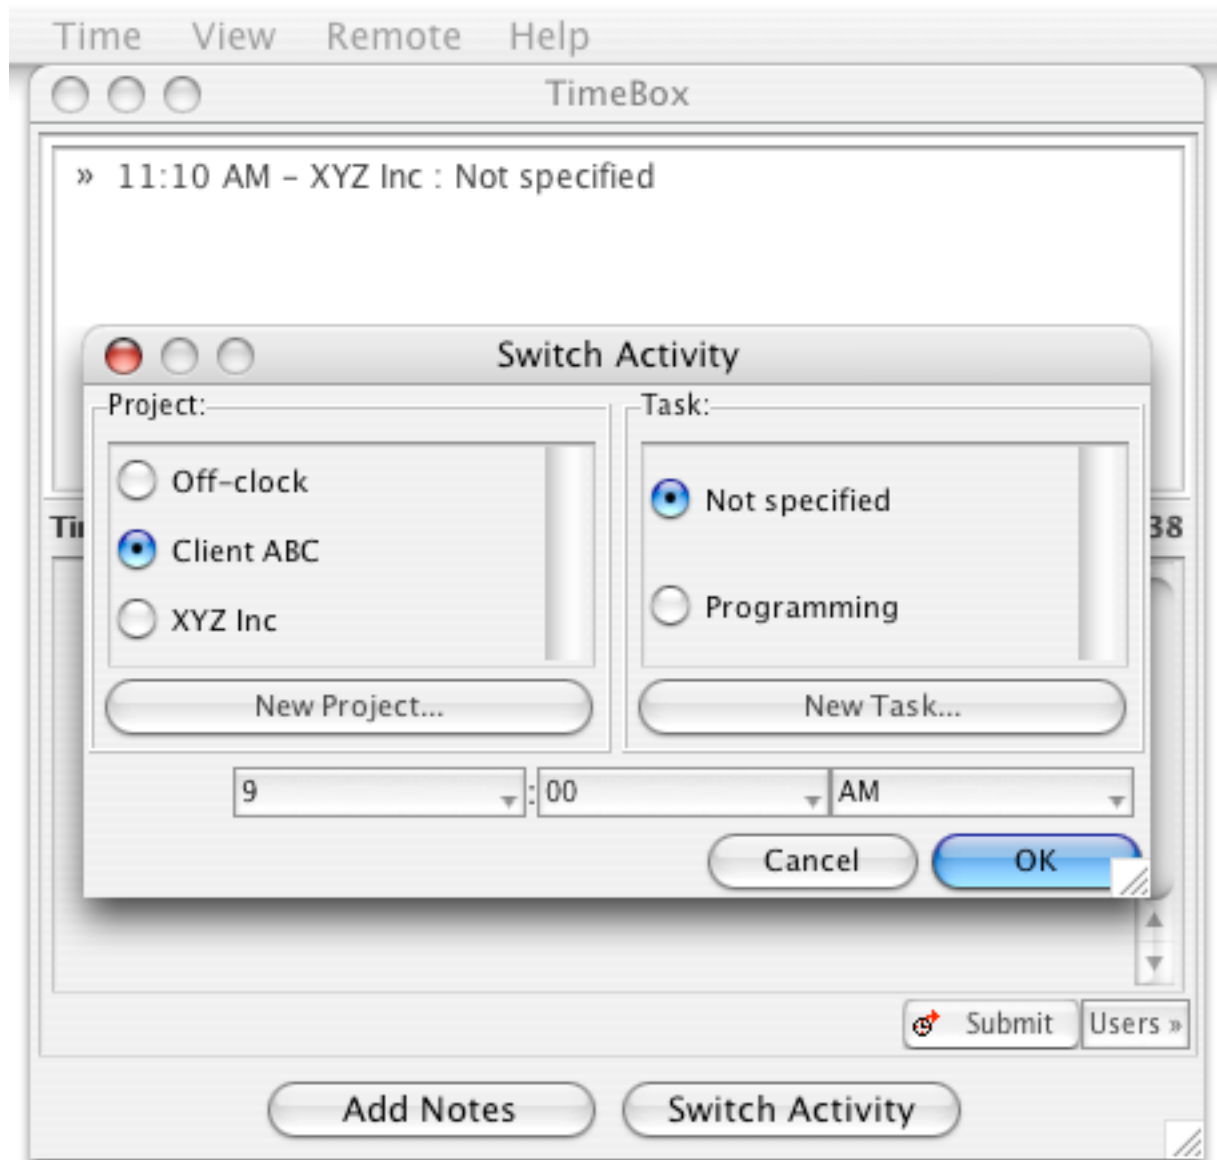 Time View Remote Help
TimeBox
» 11:10 AM – XYZ Inc : Not specified
Switch Activity
Project:
Off-clock
Client ABC
XYZ Inc
New Project...
Task:
Not specified
Programming
New Task...
38
9 : 00 AM
Cancel OK
Submit Users »
Add Notes Switch Activity